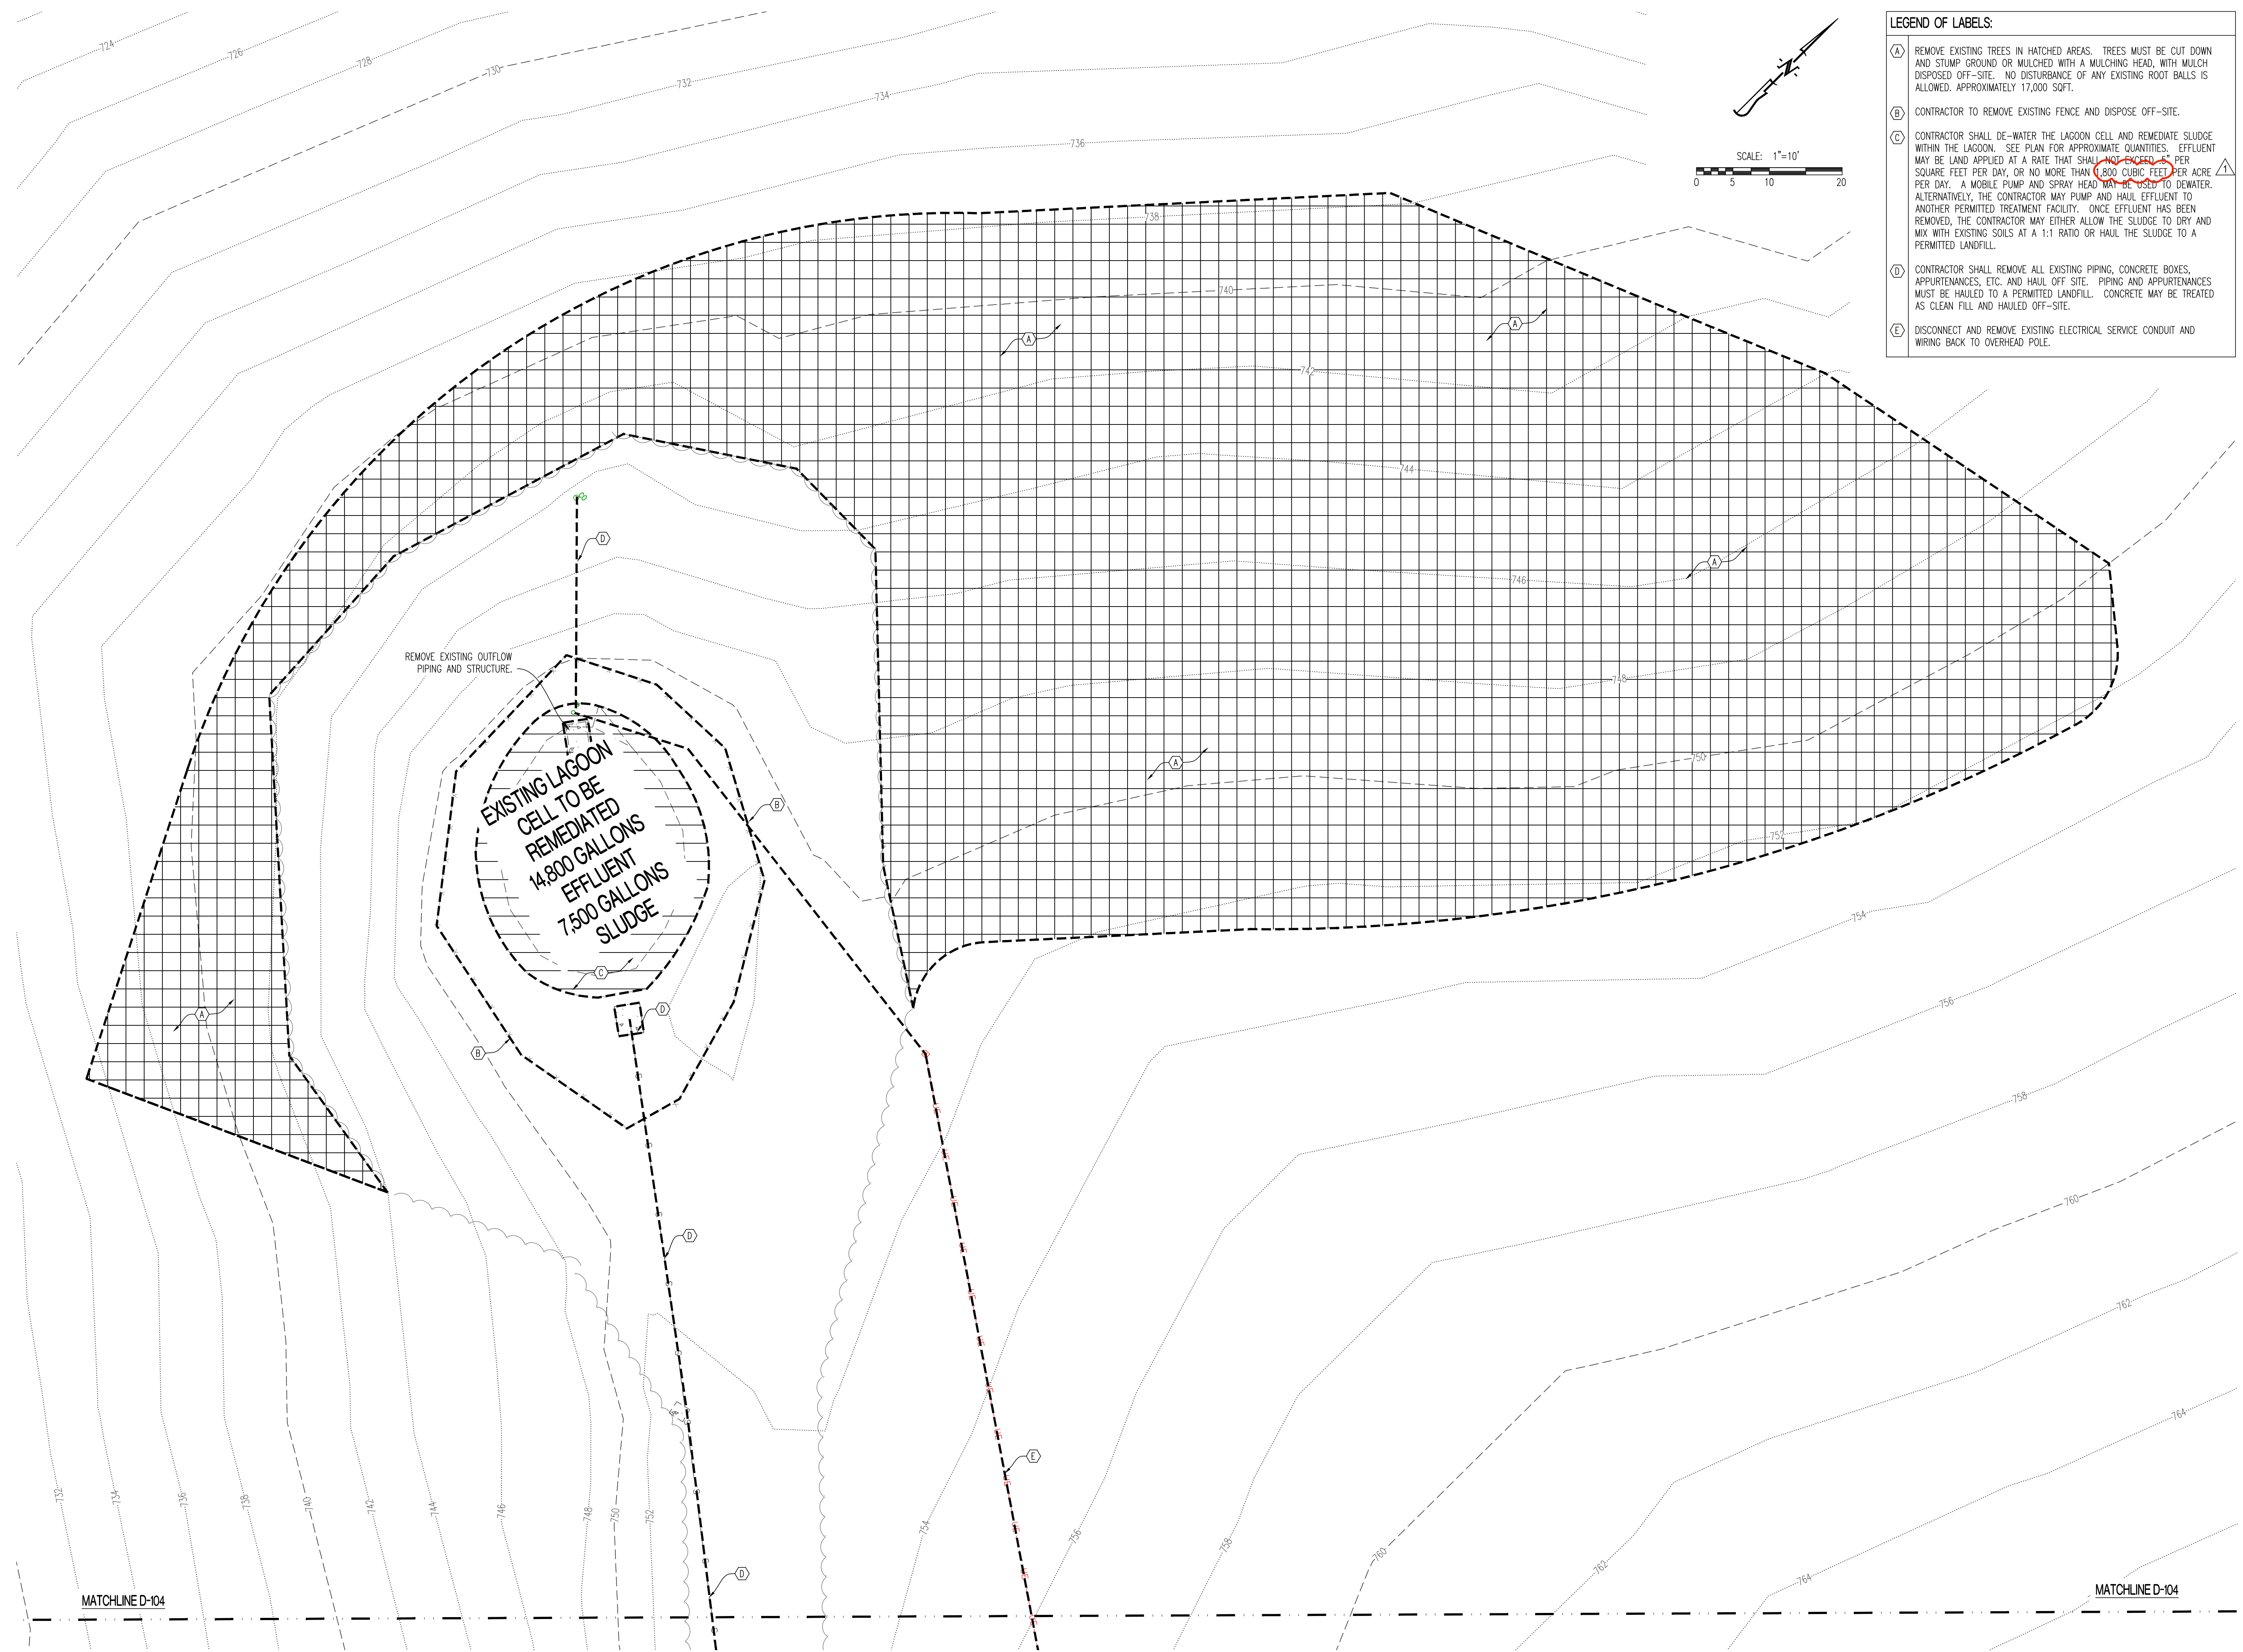 LEGEND OF LABELS:
A REMOVE EXISTING TREES IN HATCHED AREAS. TREES MUST BE CUT DOWN
AND STUMP GROUND OR MULCHED WITH A MULCHING HEAD, WITH MULCH
DISPOSED OFF-SITE. NO DISTURBANCE OF ANY EXISTING ROOT BALLS IS
ALLOWED. APPROXIMATELY 17,000 SQFT.
B CONTRACTOR TO REMOVE EXISTING FENCE AND DISPOSE OFF-SITE.
C CONTRACTOR SHALL DE-WATER THE LAGOON CELL AND REMEDIATE SLUDGE
WITHIN THE LAGOON. SEE PLAN FOR APPROXIMATE QUANTITIES. EFFLUENT
MAY BE LAND APPLIED AT A RATE THAT SHALL NOT EXCEED .5" PER
SQUARE FEET PER DAY, OR NO MORE THAN 1,800 CUBIC FEET PER ACRE 1
PER DAY. A MOBILE PUMP AND SPRAY HEAD MAY BE USED TO DEWATER.
ALTERNATIVELY, THE CONTRACTOR MAY PUMP AND HAUL EFFLUENT TO
ANOTHER PERMITTED TREATMENT FACILITY. ONCE EFFLUENT HAS BEEN
REMOVED, THE CONTRACTOR MAY EITHER ALLOW THE SLUDGE TO DRY AND
MIX WITH EXISTING SOILS AT A 1:1 RATIO OR HAUL THE SLUDGE TO A
PERMITTED LANDFILL.
D CONTRACTOR SHALL REMOVE ALL EXISTING PIPING, CONCRETE BOXES,
APPURTENANCES, ETC. AND HAUL OFF SITE. PIPING AND APPURTENANCES
MUST BE HAULED TO A PERMITTED LANDFILL. CONCRETE MAY BE TREATED
AS CLEAN FILL AND HAULED OFF-SITE.
E DISCONNECT AND REMOVE EXISTING ELECTRICAL SERVICE CONDUIT AND
WIRING BACK TO OVERHEAD POLE.
N
SCALE: 1"=10'
0 5 10 20
724
726
728
730
732
734
736
738
740
A
A
742
744
D
A
746
REMOVE EXISTING OUTFLOW
PIPING AND STRUCTURE.
748
750
A
B
752
EXISTING LAGOON
CELL TO BE
REMEDIATED
14,800 GALLONS
EFFLUENT
7,500 GALLONS
SLUDGE
754
C
A
D
756
B
758
760
D
762
764
E
732
734
736
738
740
742
744
746
748
750
752
754
756
758
760
762
764
D
MATCHLINE D-104
MATCHLINE D-104